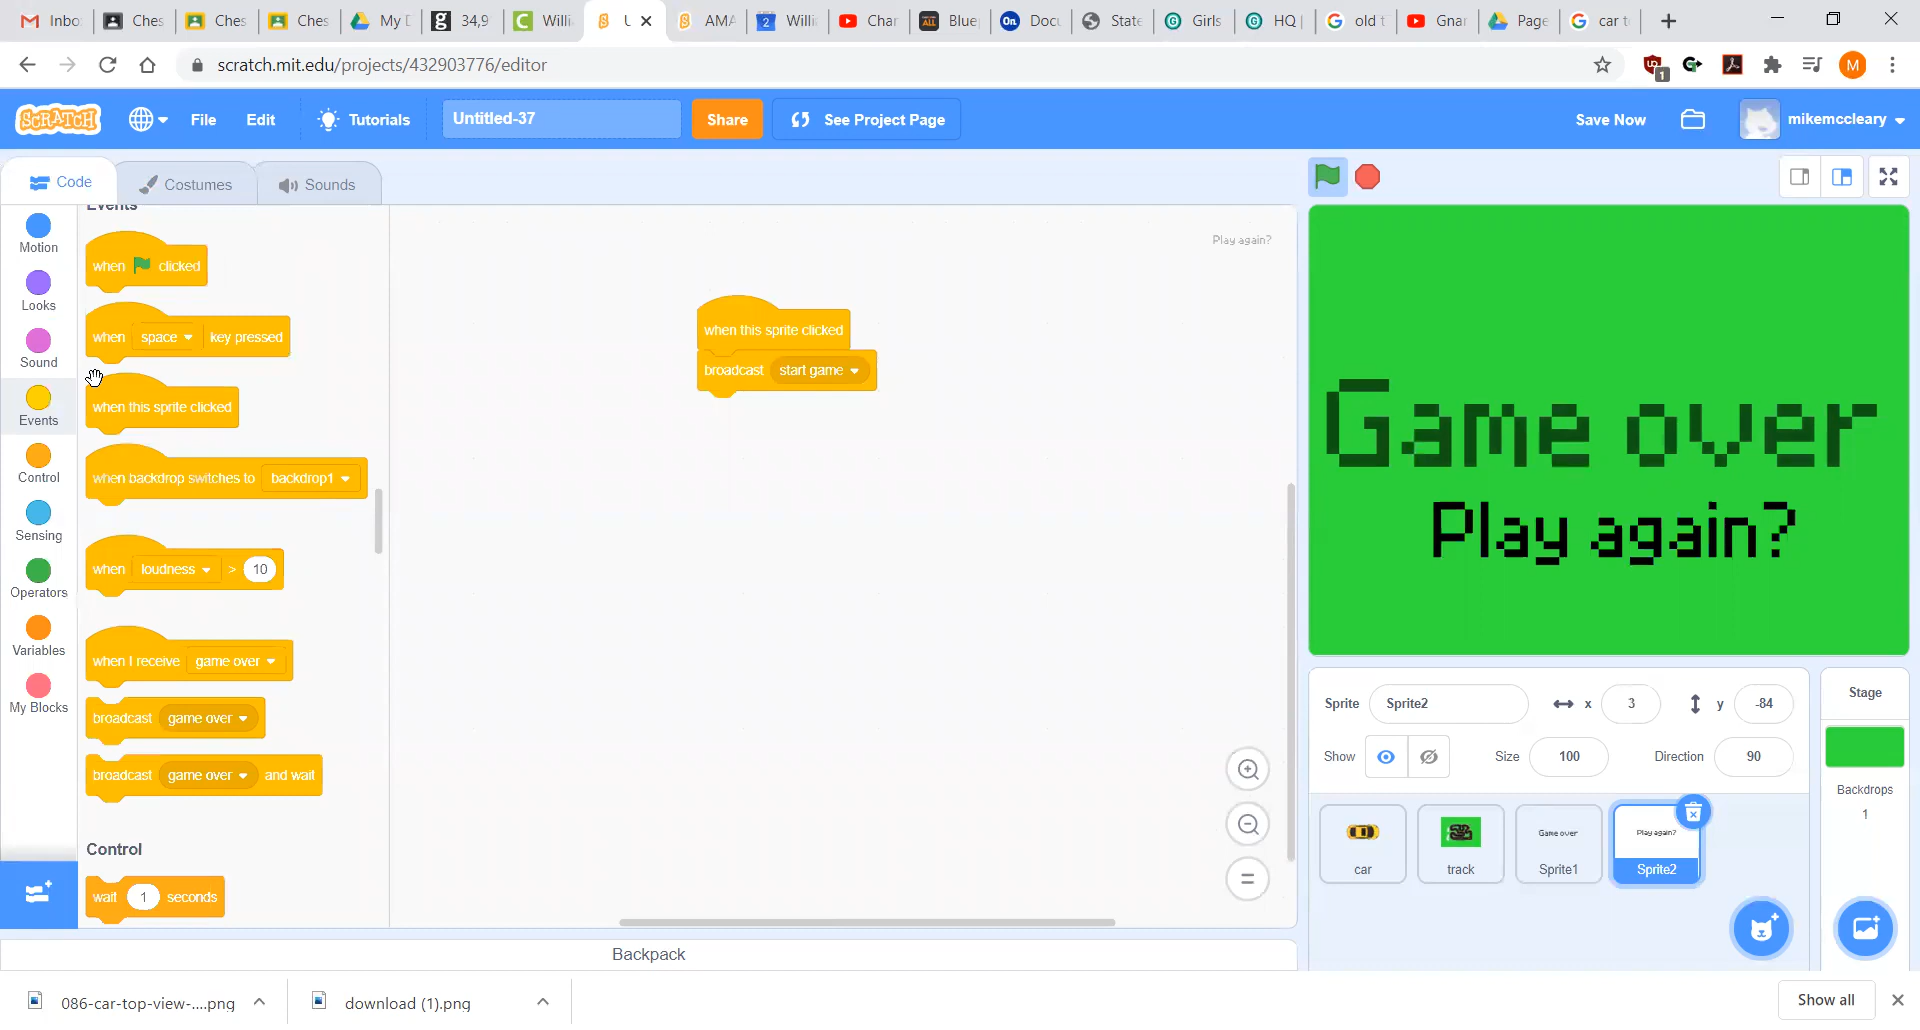 Inbo Ches Ches Ches My D 34,9 Willi U AMA Willi Char Blue Docu State Girls HQ old t Gnar Page car t
scratch.mit.edu/projects/432903776/editor
1 M
SCRATCH File Edit Tutorials Untitled-37 Share See Project Page Save Now mikemccleary
Code Costumes Sounds
Motion
Looks
Sound
Events
Control
Sensing
Operators
Variables
My Blocks
Events
when clicked
when space key pressed
when this sprite clicked
when backdrop switches to backdrop1
when loudness > 10
when I receive game over
broadcast game over
broadcast game over and wait
Control
wait 1 seconds
Play again?
when this sprite clicked
broadcast start game
Backpack
Game over
Play again?
Sprite Sprite2 x 3 y -84
Show Size 100 Direction 90
car
track
Game over
Sprite1
Play again?
Sprite2
Stage
Backdrops
1
086-car-top-view-....png download (1).png Show all